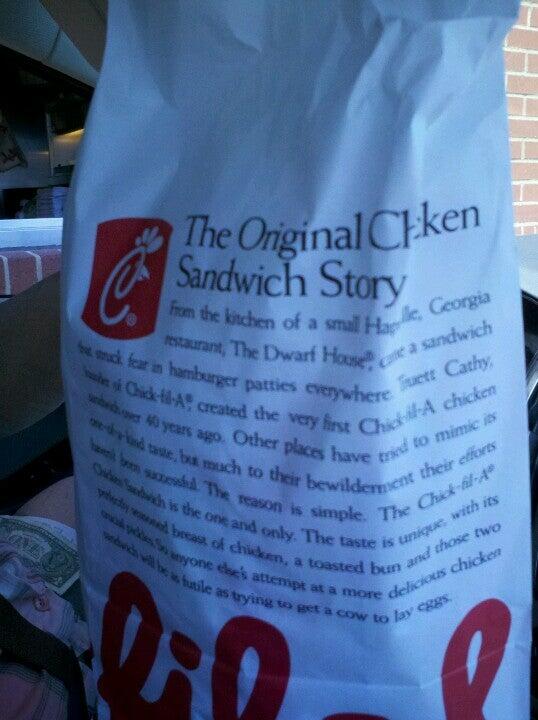 The Original Chicken
Sandwich Story
From the kitchen of a small Hapeville, Georgia
restaurant, The Dwarf House®, came a sandwich
that struck fear in hamburger patties everywhere. Truett Cathy,
founder of Chick-fil-A®, created the very first Chick-fil-A chicken
sandwich over 40 years ago. Other places have tried to mimic its
one-of-a-kind taste, but much to their bewilderment their efforts
haven't been successful. The reason is simple. The Chick-fil-A®
Chicken Sandwich is the one and only. The taste is unique, with its
perfectly seasoned breast of chicken, a toasted bun and those two
crucial pickles. So anyone else's attempt at a more delicious chicken
sandwich will be as futile as trying to get a cow to lay eggs.